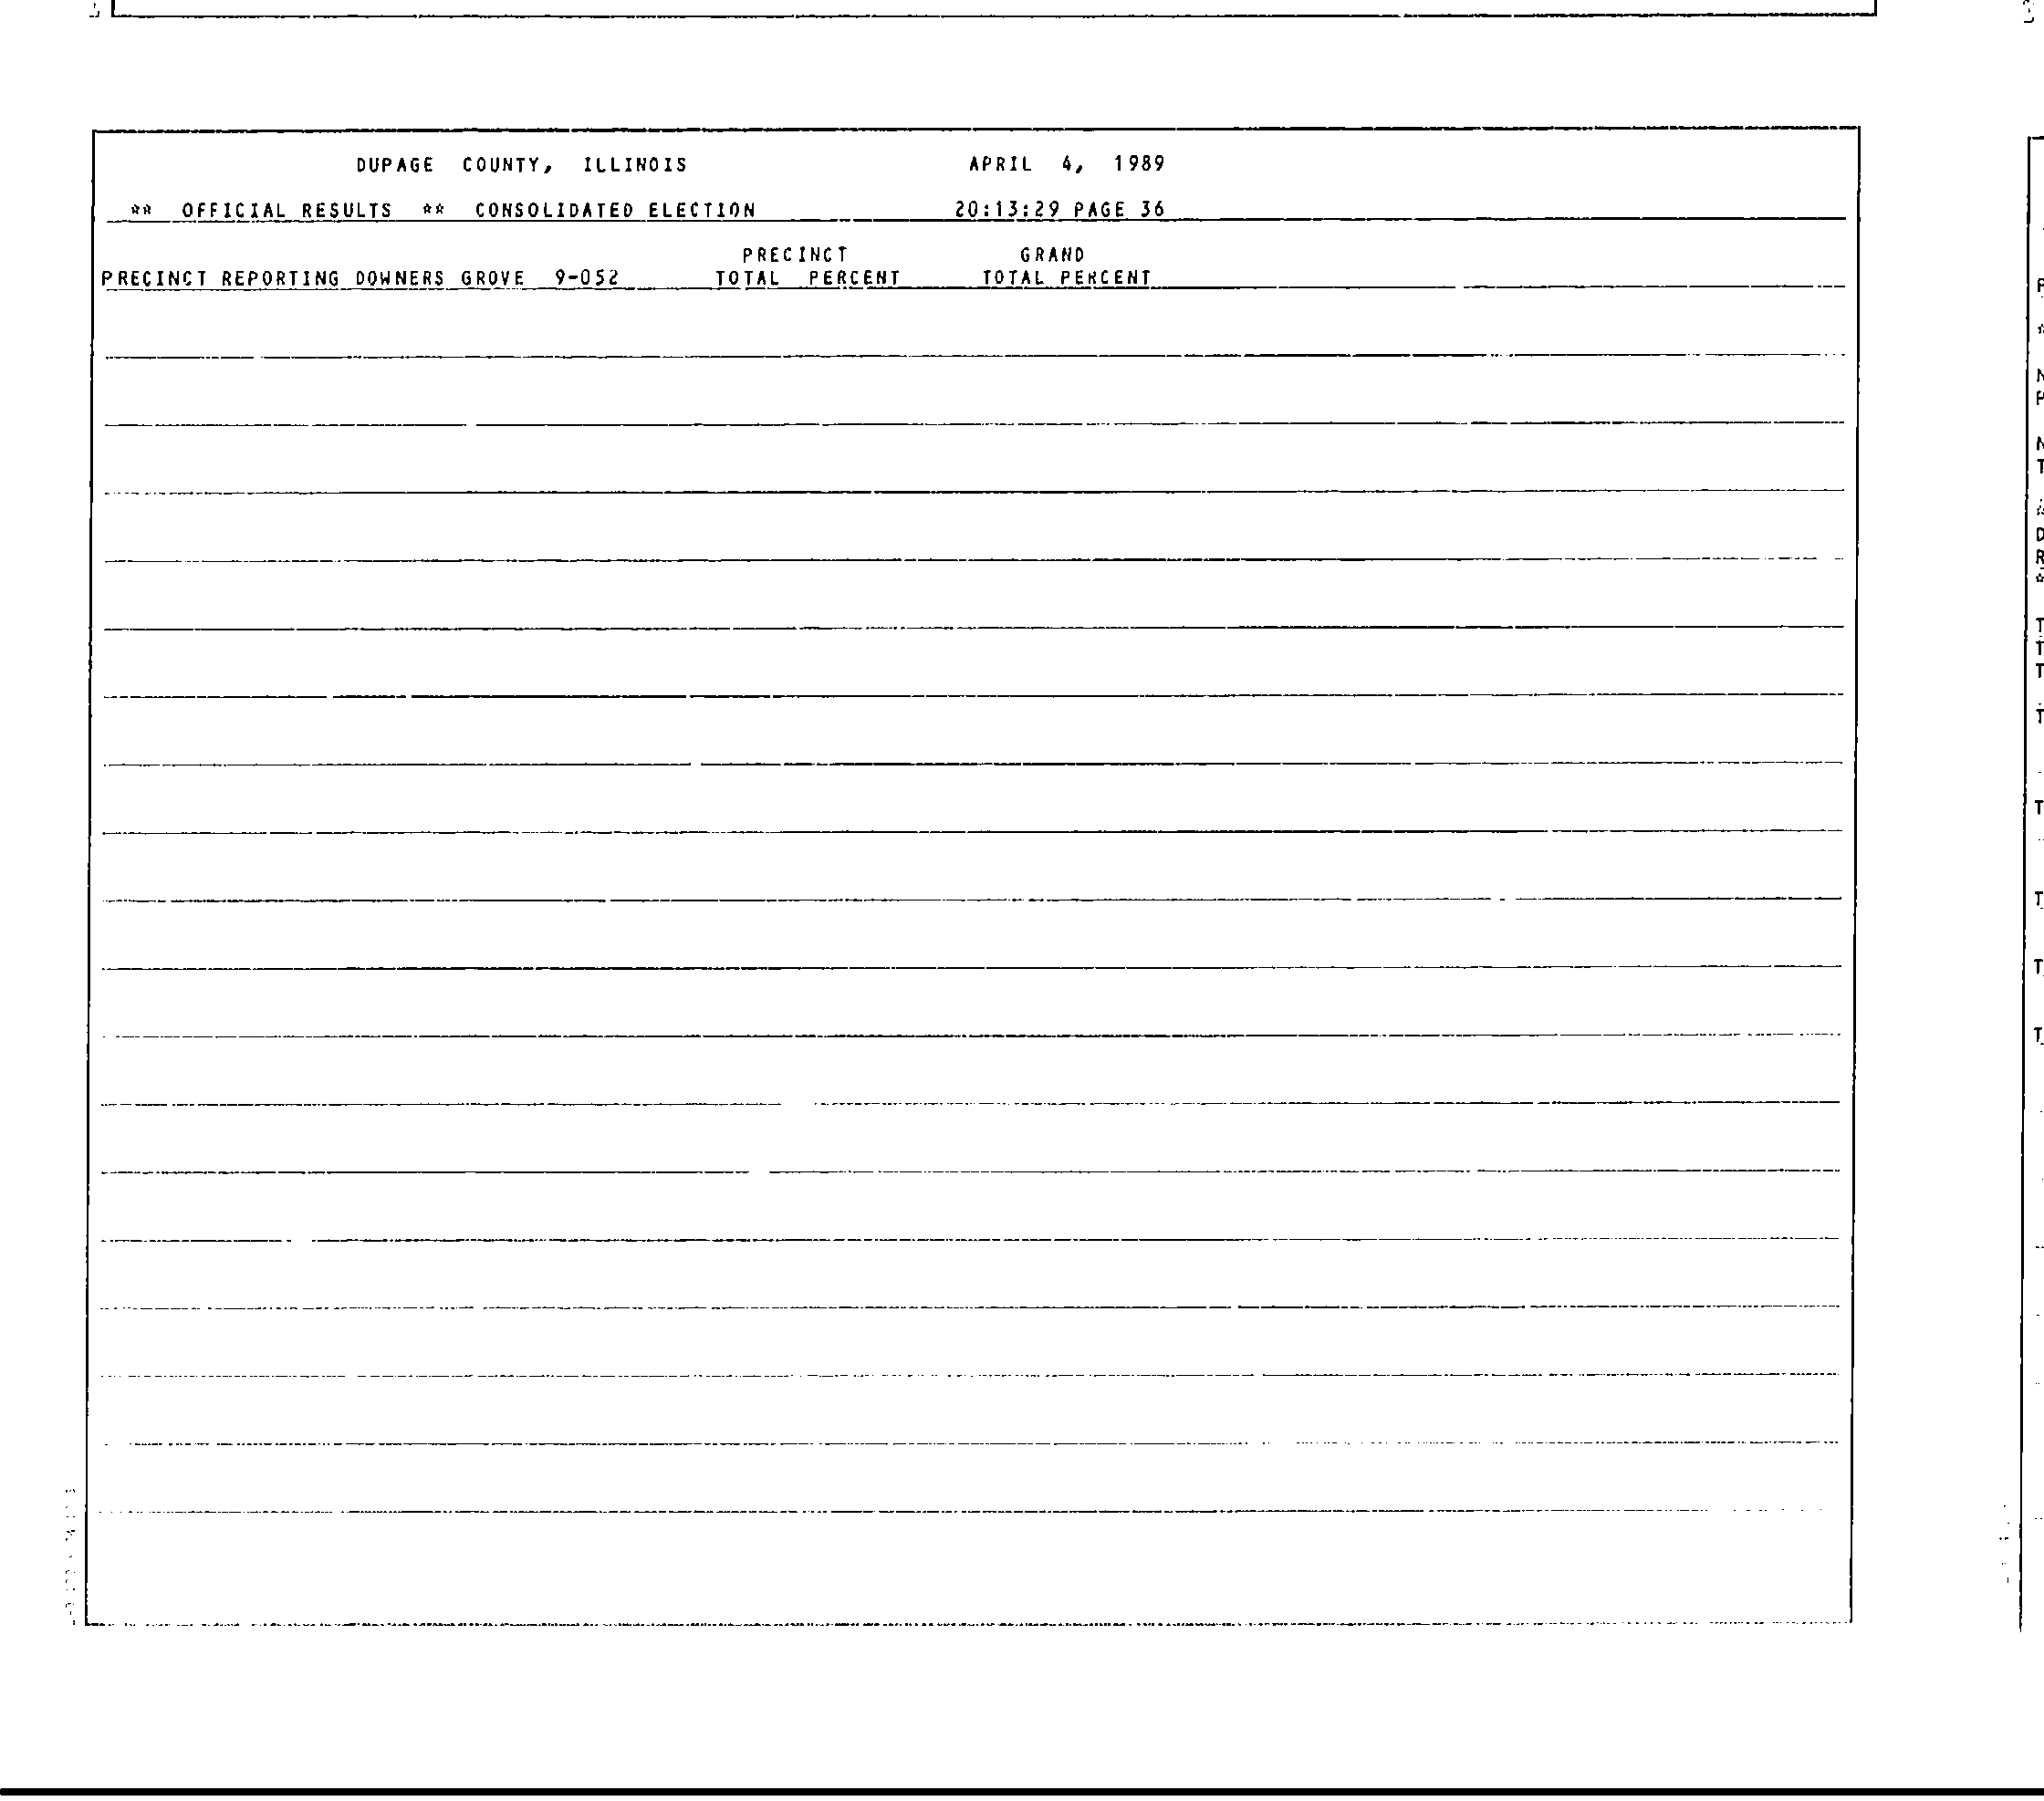 DUPAGE COUNTY, ILLINOIS APRIL 4, 1989
** OFFICIAL RESULTS ** CONSOLIDATED ELECTION 20:13:29 PAGE 36
PRECINCT GRAND
PRECINCT REPORTING DOWNERS GROVE 9-052 TOTAL PERCENT TOTAL PERCENT